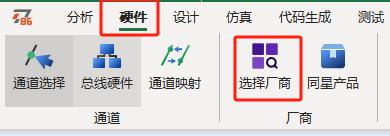 分析 硬件 设计 仿真 代码生成 测试
通道选择 总线硬件 通道映射 选择厂商 同星产品
通道 厂商